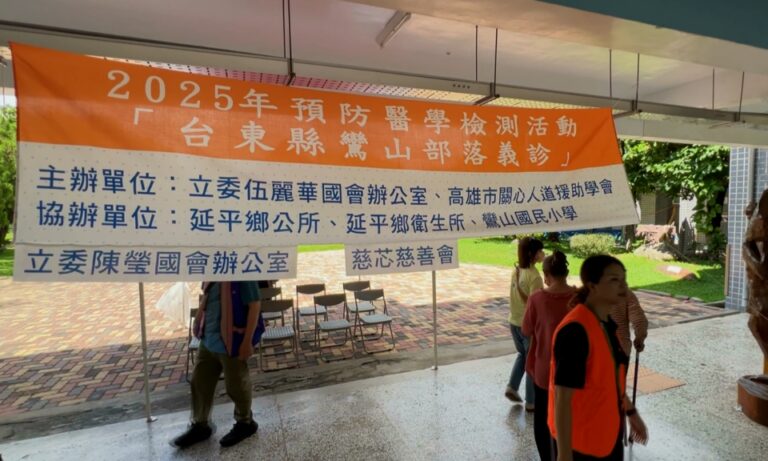 2025年預防醫學檢測活動
「台東縣鸞山部落義診」
主辦單位：立委伍麗華國會辦公室、高雄市關心人道援助學會
協辦單位：延平鄉公所、延平鄉衛生所、鸞山國民小學
立委陳瑩國會辦公室
慈芯慈善會